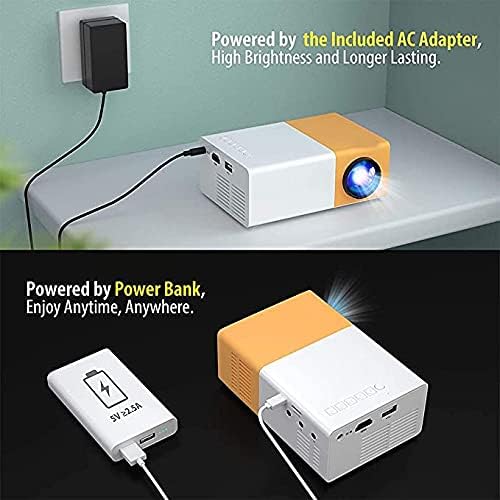 Powered by the Included AC Adapter,
High Brightness and Longer Lasting.
Powered by Power Bank,
Enjoy Anytime, Anywhere.
5V≥2.5A